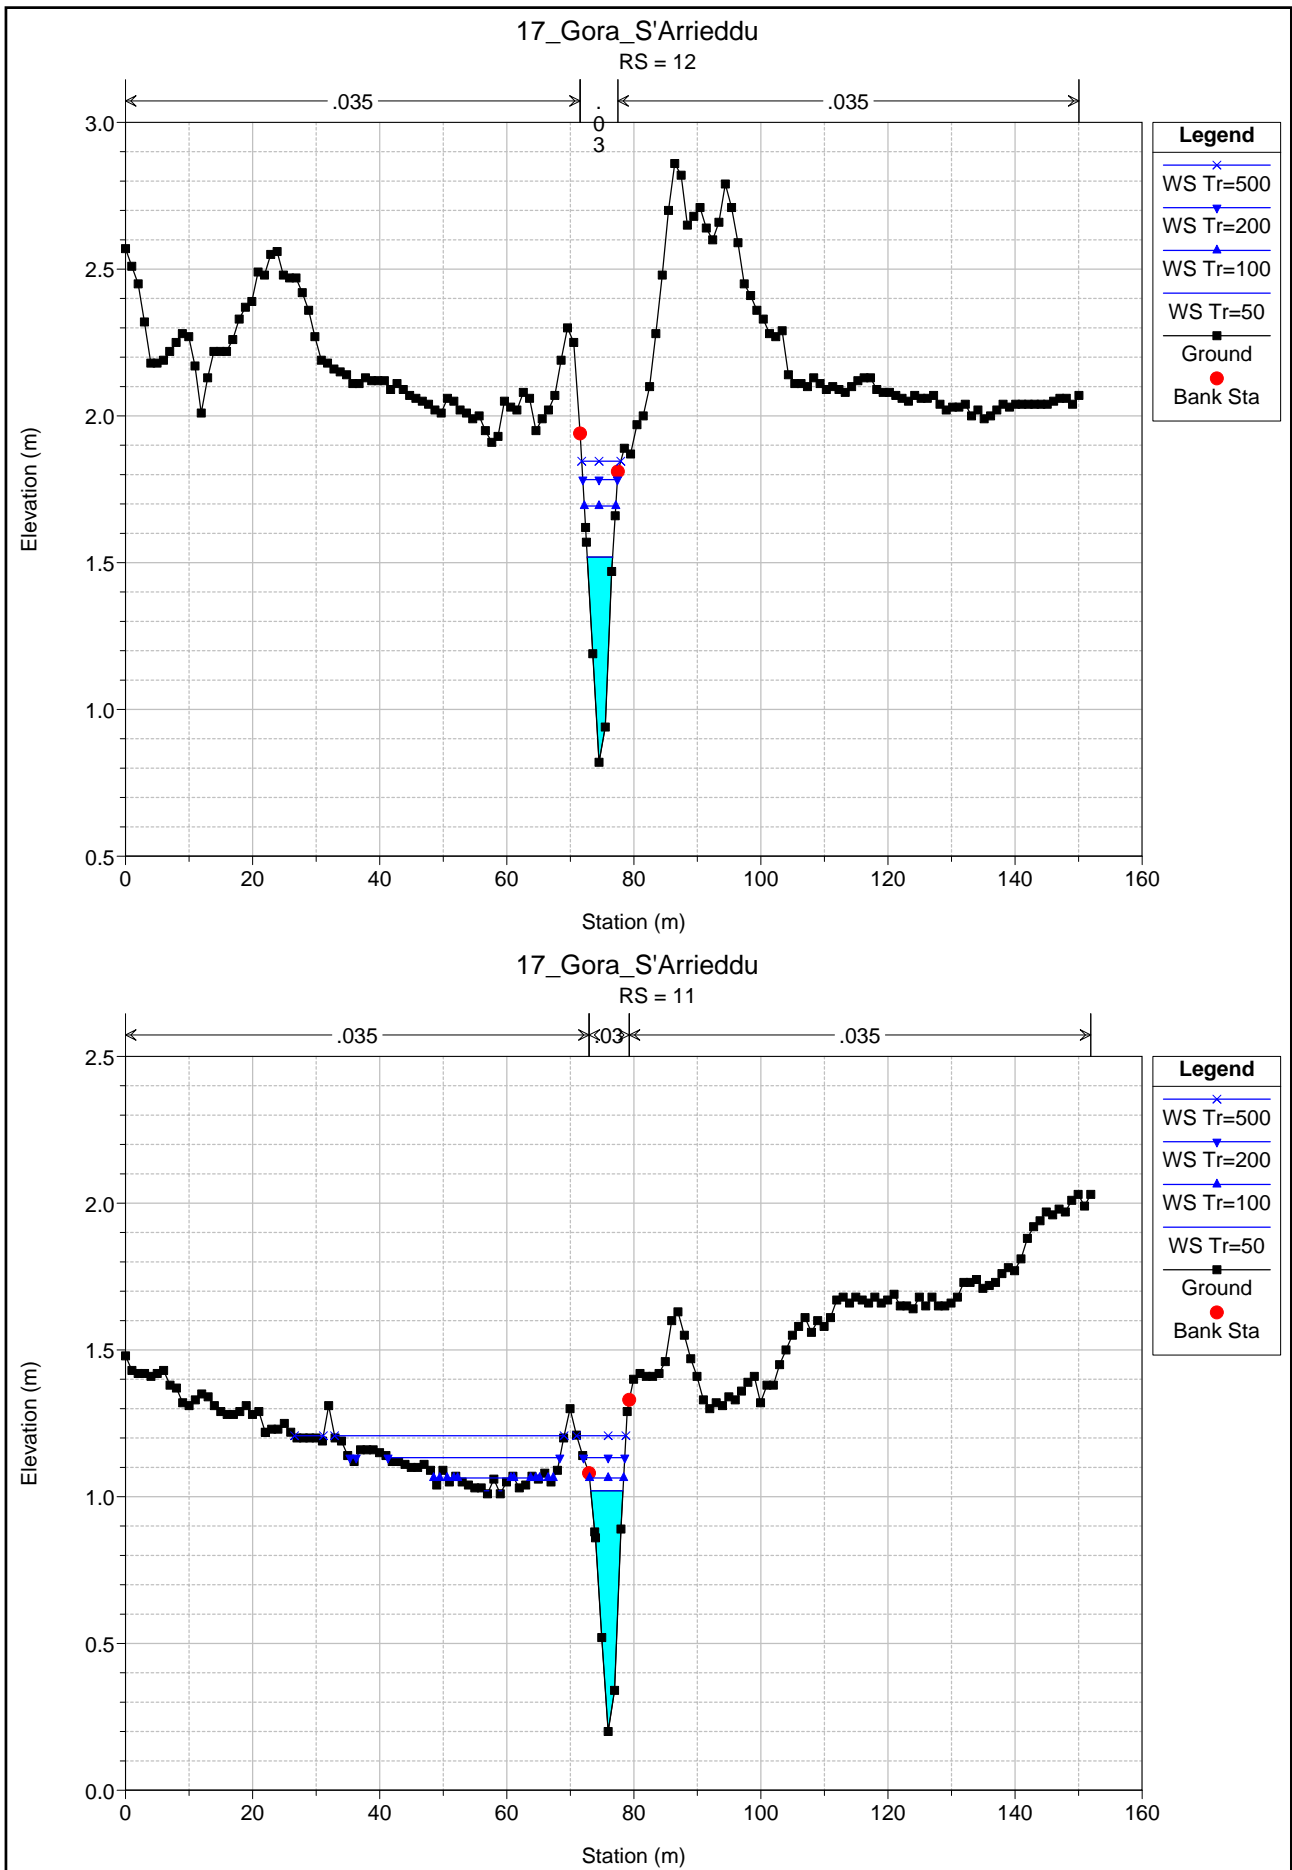 17_Gora_S'Arrieddu
RS = 12
.035
.03
.035
Legend
WS Tr=500
WS Tr=200
WS Tr=100
WS Tr=50
Ground
Bank Sta
3.0
2.5
2.0
1.5
1.0
0.5
Elevation (m)
0 20 40 60 80 100 120 140 160
Station (m)
17_Gora_S'Arrieddu
RS = 11
.035
.03
.035
Legend
WS Tr=500
WS Tr=200
WS Tr=100
WS Tr=50
Ground
Bank Sta
2.5
2.0
1.5
1.0
0.5
0.0
Elevation (m)
0 20 40 60 80 100 120 140 160
Station (m)